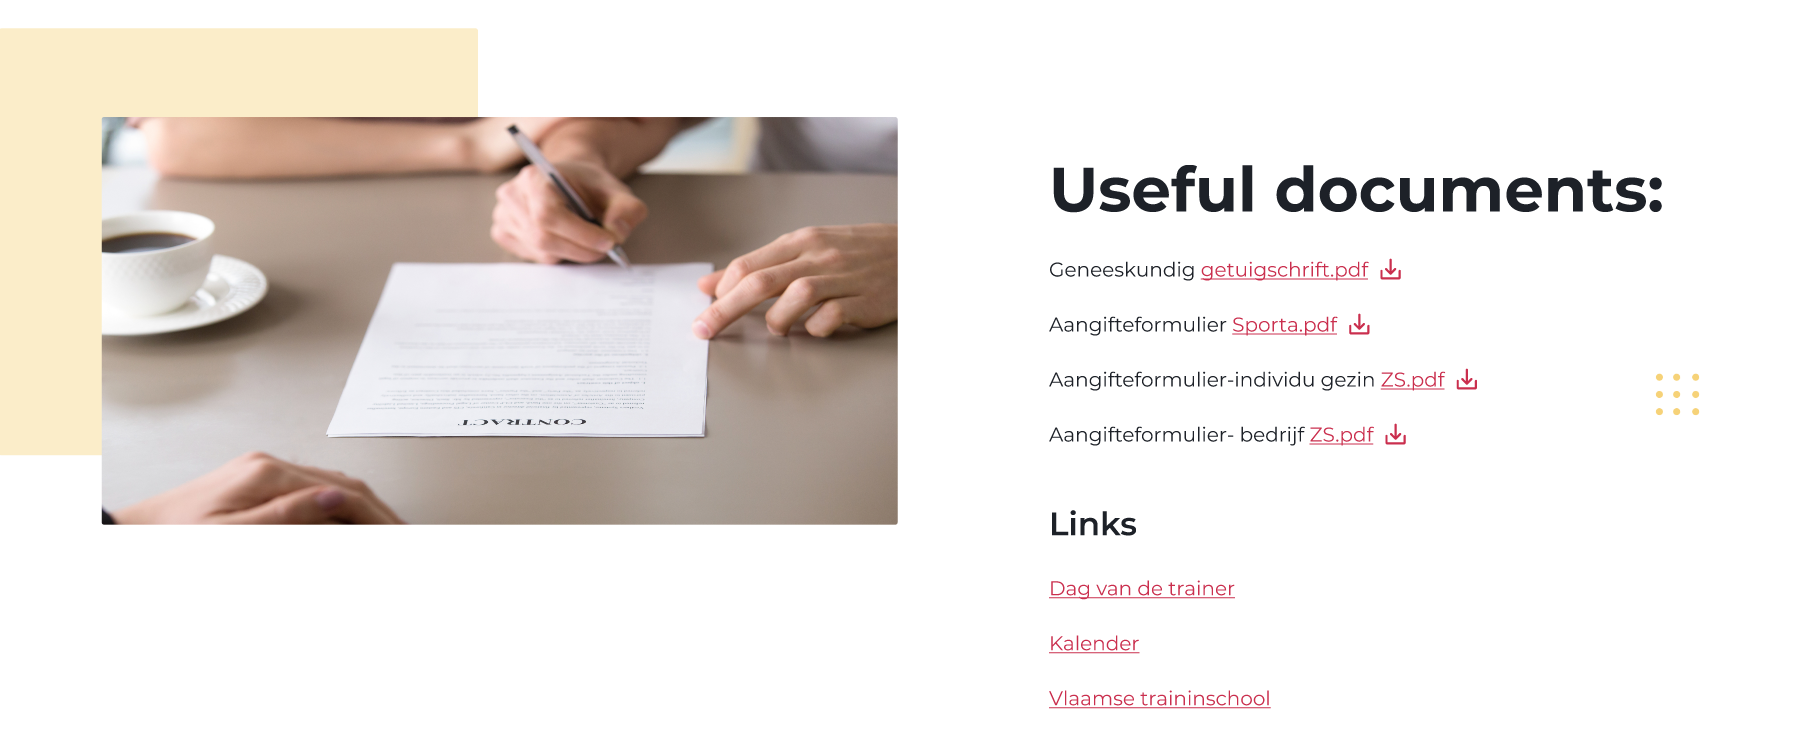 Useful documents:
Geneeskundig getuigschrift.pdf
Aangifteformulier Sporta.pdf
Aangifteformulier-individu gezin ZS.pdf
Aangifteformulier- bedrijf ZS.pdf
Links
Dag van de trainer
Kalender
Vlaamse traininschool
CONTRACT